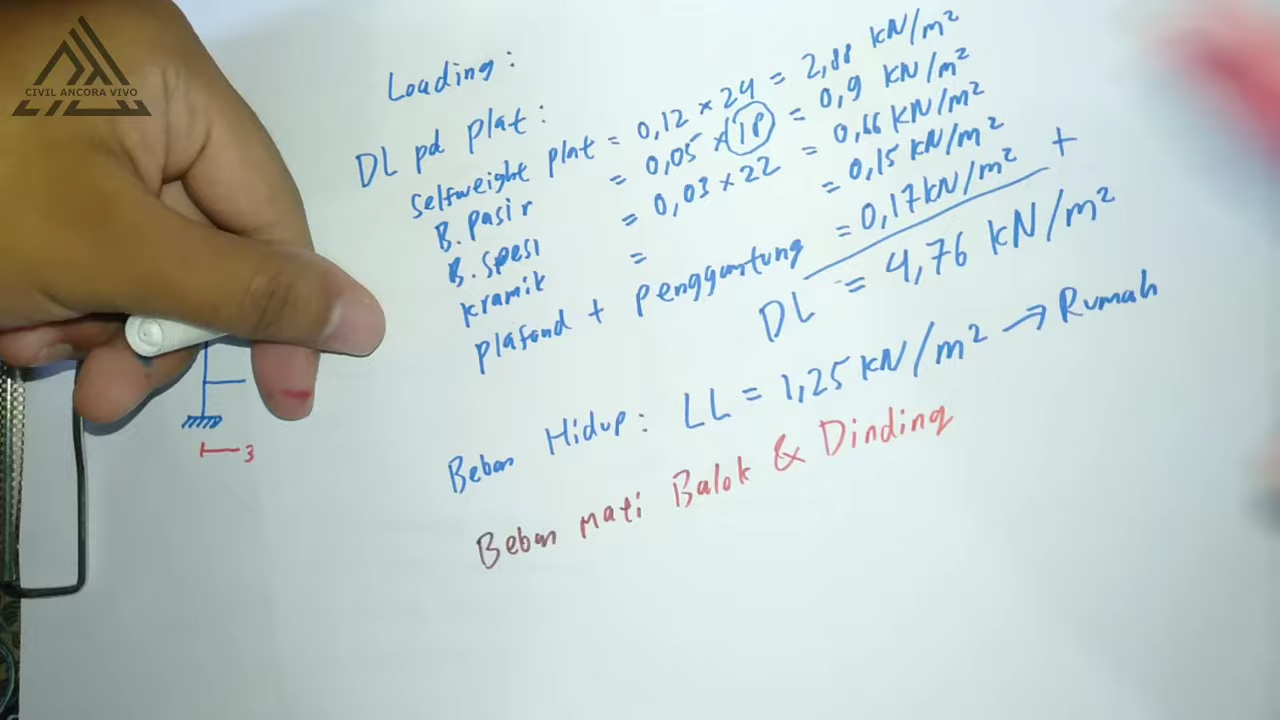 CIVIL ANCORA VIVO
Loading :
DL pd plat :
Selfweight plat = 0,12 × 24 = 2,88 kN/m²
B. pasir = 0,05 × 18 = 0,9 kN/m²
B. spesi = 0,03 × 22 = 0,66 kN/m²
kramik = = 0,15 kN/m²
plafond + penggantung = 0,17 kN/m² +
DL = 4,76 kN/m²
Beban Hidup : LL = 1,25 kN/m² → Rumah
Beban mati Balok & Dinding
3